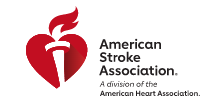 American
Stroke
Association.
A division of the
American Heart Association.